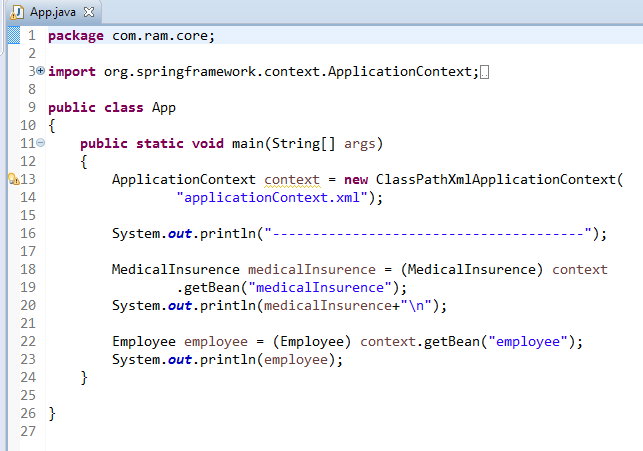 App.java
1 package com.ram.core;
2
3 import org.springframework.context.ApplicationContext;
8
9 public class App
10 {
11     public static void main(String[] args)
12     {
13         ApplicationContext context = new ClassPathXmlApplicationContext(
14                 "applicationContext.xml");
15
16         System.out.println("---------------------------------------");
17
18         MedicalInsurence medicalInsurence = (MedicalInsurence) context
19                 .getBean("medicalInsurence");
20         System.out.println(medicalInsurence+"\n");
21
22         Employee employee = (Employee) context.getBean("employee");
23         System.out.println(employee);
24     }
25
26 }
27